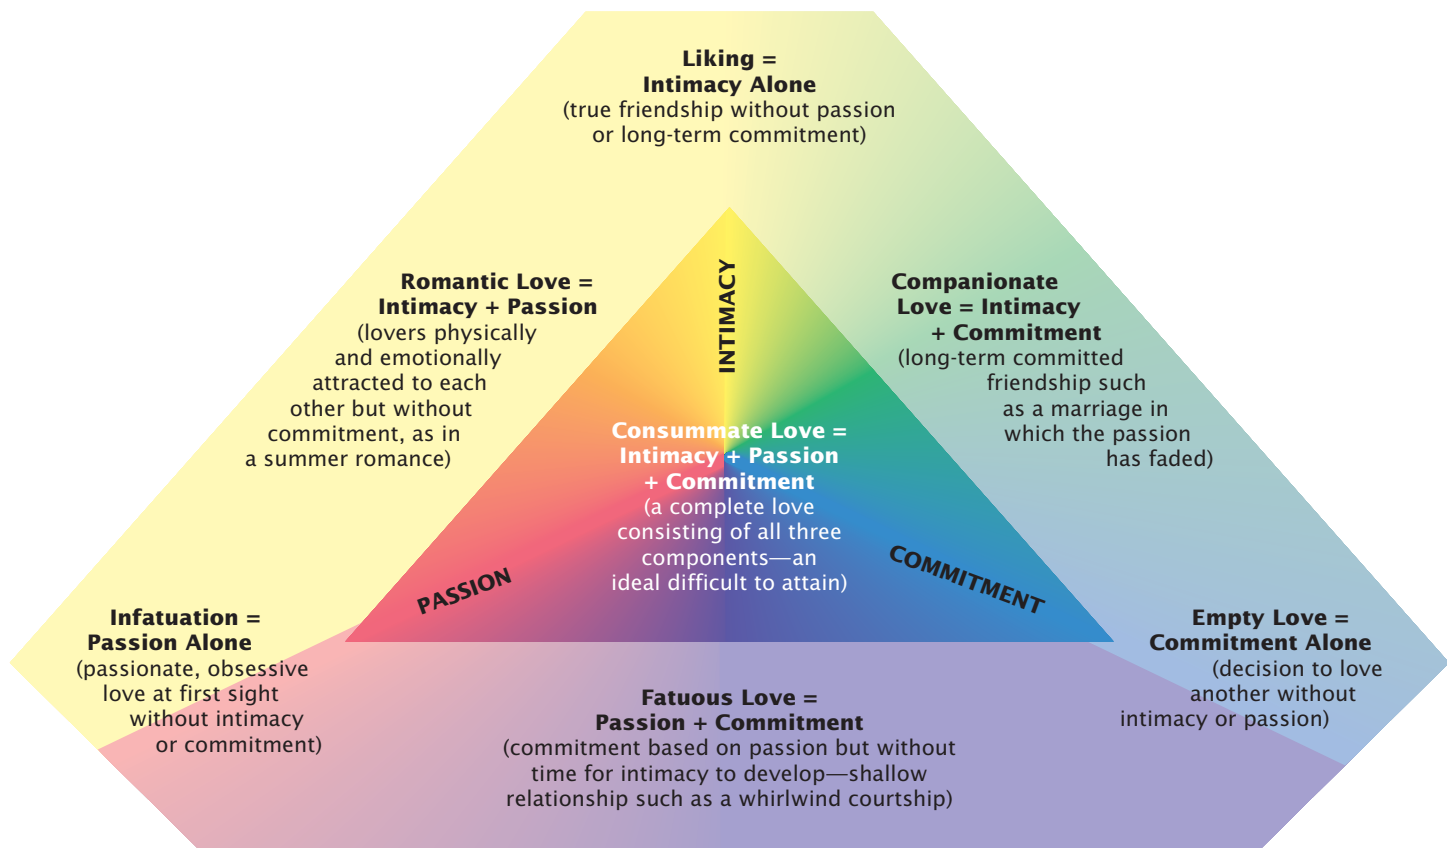 Liking =
Intimacy Alone
(true friendship without passion
or long-term commitment)
Romantic Love =
Intimacy + Passion
(lovers physically
and emotionally
attracted to each
other but without
commitment, as in
a summer romance)
INTIMACY
Companionate
Love = Intimacy
+ Commitment
(long-term committed
friendship such
as a marriage in
which the passion
has faded)
Consummate Love =
Intimacy + Passion
+ Commitment
(a complete love
consisting of all three
components—an
ideal difficult to attain)
PASSION
COMMITMENT
Infatuation =
Passion Alone
(passionate, obsessive
love at first sight
without intimacy
or commitment)
Fatuous Love =
Passion + Commitment
(commitment based on passion but without
time for intimacy to develop—shallow
relationship such as a whirlwind courtship)
Empty Love =
Commitment Alone
(decision to love
another without
intimacy or passion)